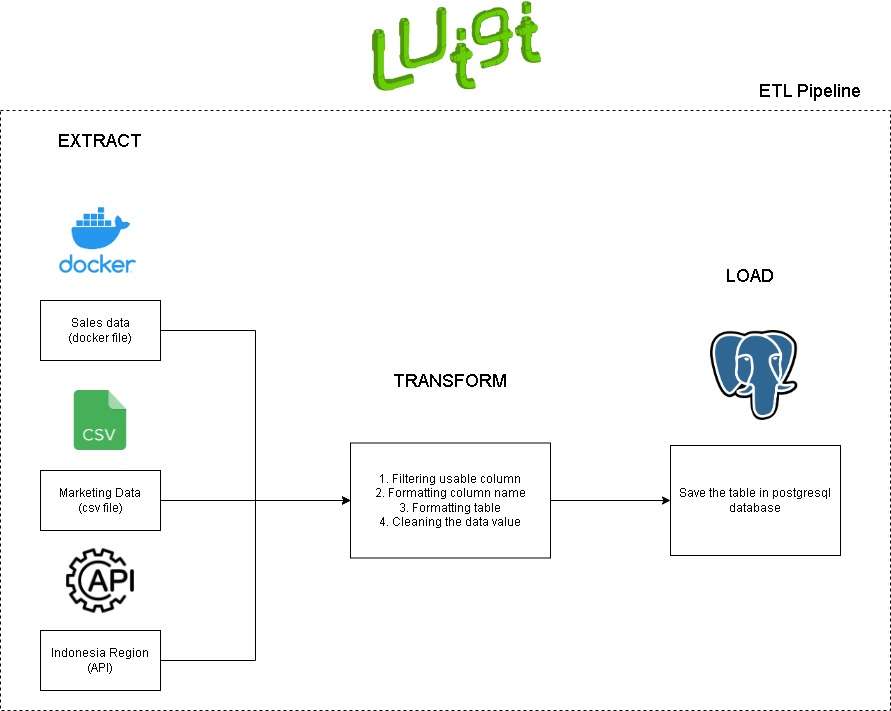 Luigi
ETL Pipeline
EXTRACT
docker
Sales data
(docker file)
CSV
Marketing Data
(csv file)
API
Indonesia Region
(API)
TRANSFORM
1. Filtering usable column
2. Formatting column name
3. Formatting table
4. Cleaning the data value
LOAD
Save the table in postgresql
database